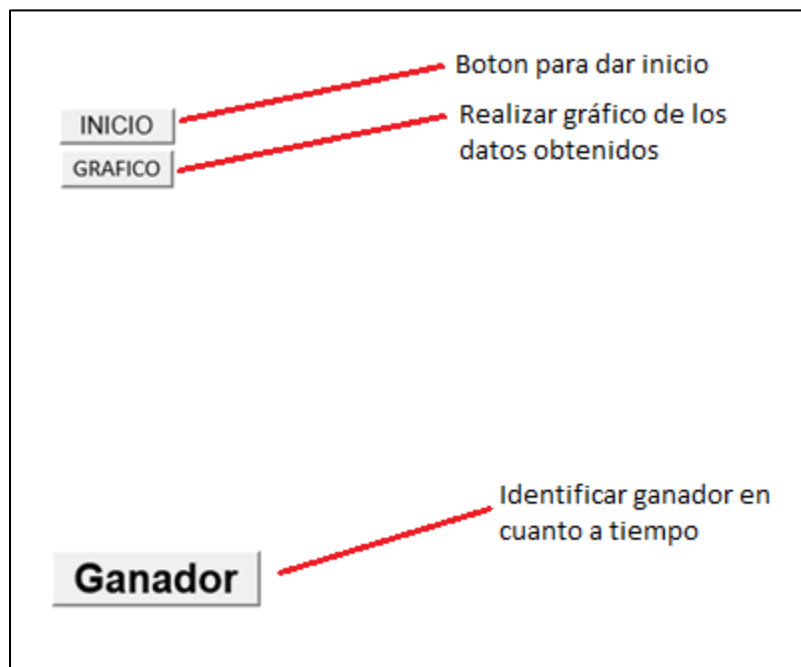 Boton para dar inicio
INICIO
Realizar gráfico de los
datos obtenidos
GRAFICO
Identificar ganador en
cuanto a tiempo
Ganador